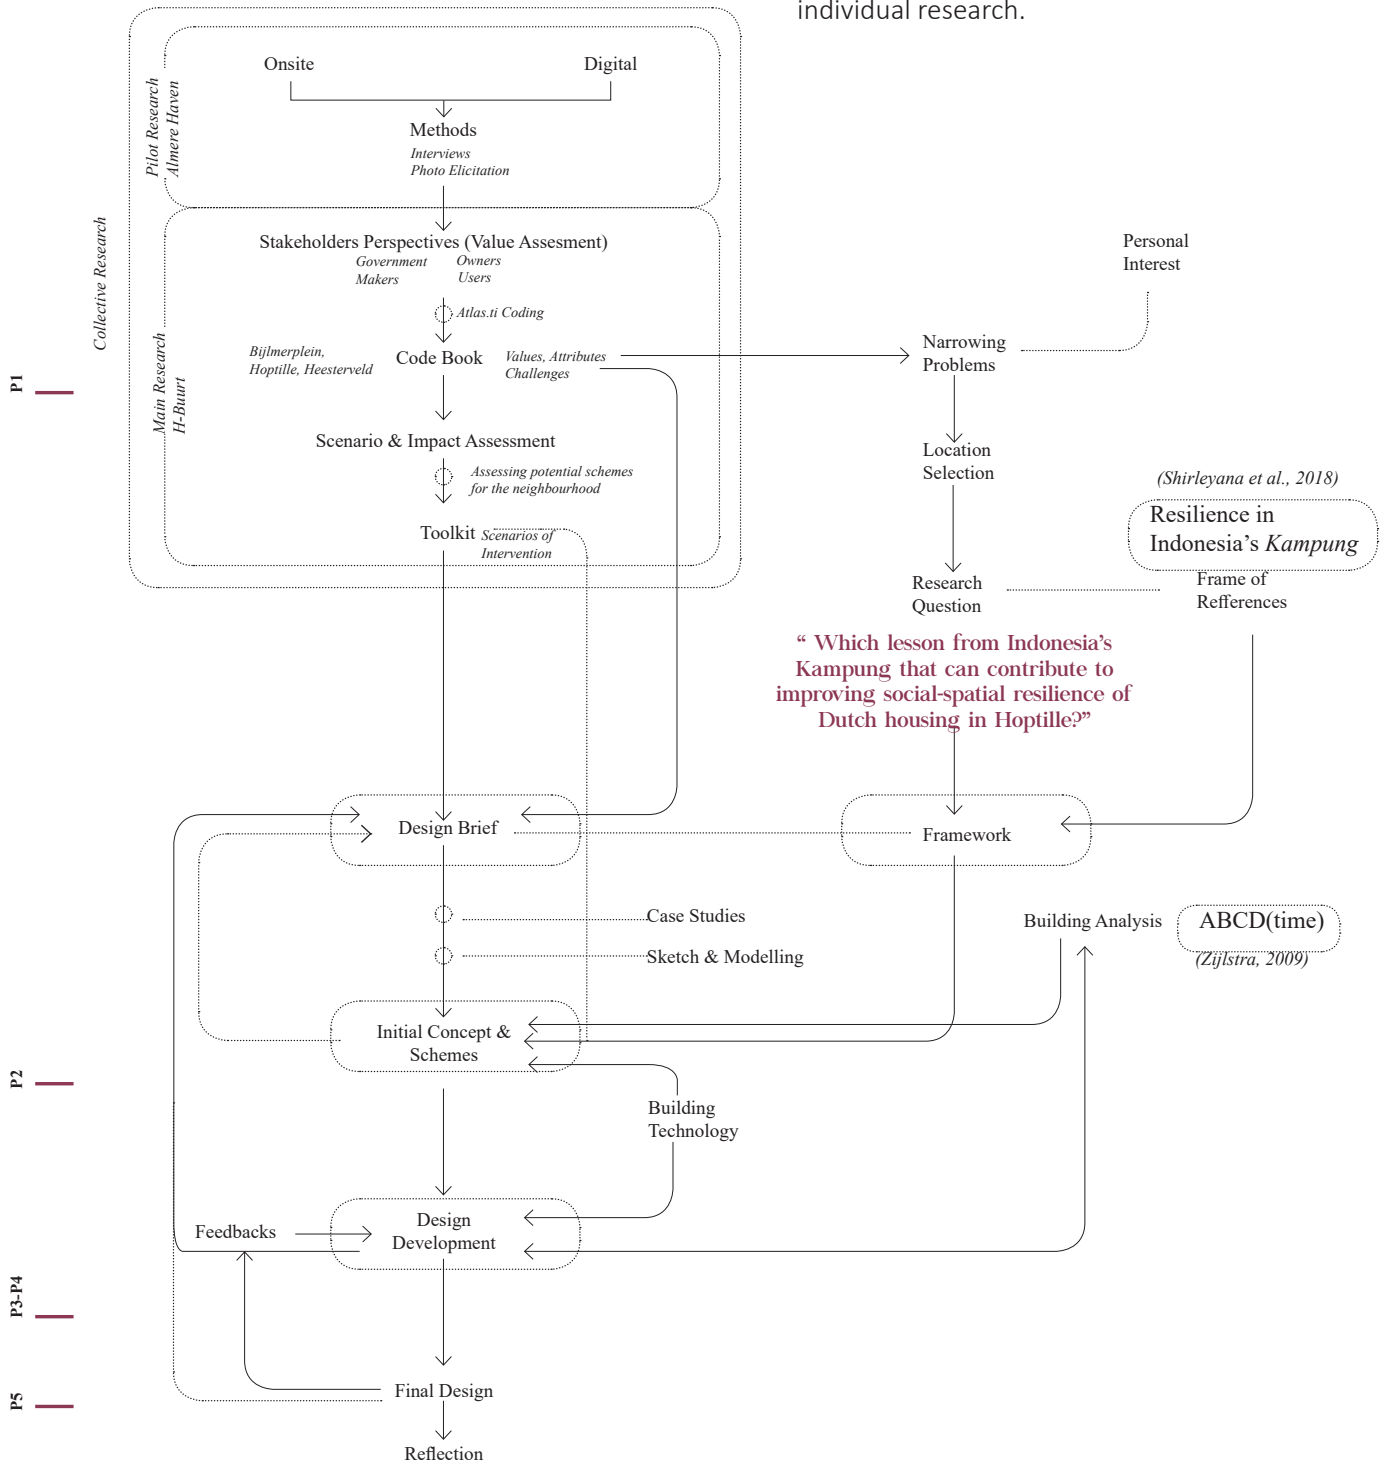 individual research.
Onsite
Digital
Pilot Research
Almere Haven
Methods
Interviews
Photo Elicitation
Collective Research
Stakeholders Perspectives (Value Assesment)
Government
Owners
Makers
Users
Atlas.ti Coding
Main Research
H-Buurt
Bijlmerplein,
Hoptille, Heesterveld
Code Book
Values, Attributes
Challenges
Scenario & Impact Assessment
Assessing potential schemes
for the neighbourhood
Toolkit
Scenarios of
Intervention
P1
Personal
Interest
Narrowing
Problems
Location
Selection
(Shirleyana et al., 2018)
Resilience in
Indonesia’s Kampung
Frame of
Refferences
Research
Question
“ Which lesson from Indonesia’s
Kampung that can contribute to
improving social-spatial resilience of
Dutch housing in Hoptille?”
Design Brief
Framework
Case Studies
Sketch & Modelling
Building Analysis
ABCD(time)
(Zijlstra, 2009)
Initial Concept &
Schemes
P2
Building
Technology
Feedbacks
Design
Development
P3-P4
Final Design
P5
Reflection